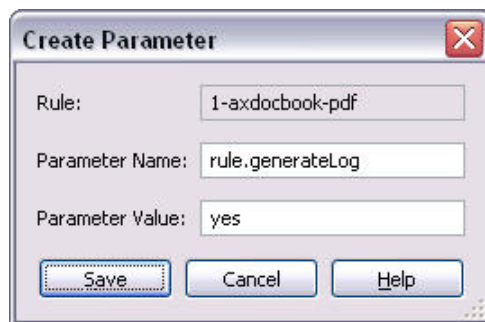 Create Parameter
Rule: 1-axdocbook-pdf
Parameter Name: rule.generateLog
Parameter Value: yes
Save Cancel Help